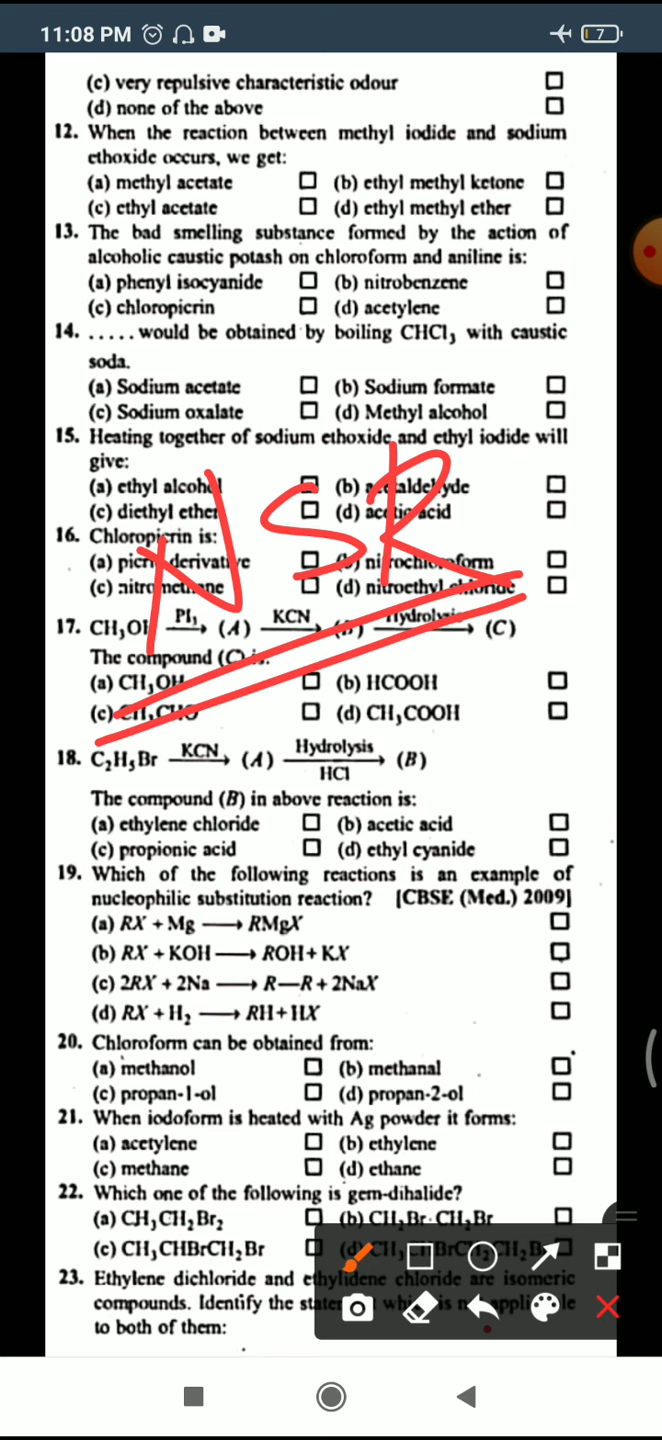 11:08 PM 7
(c) very repulsive characteristic odour
(d) none of the above
12. When the reaction between methyl iodide and sodium
ethoxide occurs, we get:
(a) methyl acetate (b) ethyl methyl ketone
(c) ethyl acetate (d) ethyl methyl ether
13. The bad smelling substance formed by the action of
alcoholic caustic potash on chloroform and aniline is:
(a) phenyl isocyanide (b) nitrobenzene
(c) chloropicrin (d) acetylene
14. ..... would be obtained by boiling CHCl₃ with caustic
soda.
(a) Sodium acetate (b) Sodium formate
(c) Sodium oxalate (d) Methyl alcohol
15. Heating together of sodium ethoxide and ethyl iodide will
give:
(a) ethyl alcohol (b) acetaldehyde
(c) diethyl ether (d) acetic acid
NSR
16. Chloropicrin is:
(a) picric derivative (b) nitrochloroform
(c) nitromethane (d) nitroethyl chloride
17. CH₃OH PI₃→ (A) KCN→ (B) Hydrolysis→ (C)
The compound (C) is:
(a) CH₃OH (b) HCOOH
(c) CH₃CHO (d) CH₃COOH
18. C₂H₅Br KCN→ (A) Hydrolysis/HCl→ (B)
The compound (B) in above reaction is:
(a) ethylene chloride (b) acetic acid
(c) propionic acid (d) ethyl cyanide
19. Which of the following reactions is an example of
nucleophilic substitution reaction? [CBSE (Med.) 2009]
(a) RX + Mg → RMgX
(b) RX + KOH → ROH + KX
(c) 2RX + 2Na → R—R + 2NaX
(d) RX + H₂ → RH + HX
20. Chloroform can be obtained from:
(a) methanol (b) methanal
(c) propan-1-ol (d) propan-2-ol
21. When iodoform is heated with Ag powder it forms:
(a) acetylene (b) ethylene
(c) methane (d) ethane
22. Which one of the following is gem-dihalide?
(a) CH₃CH₂Br₂ (b) CH₂Br·CH₂Br
(c) CH₃CHBrCH₂Br
23. Ethylene dichloride and ethylidene chloride are isomeric
compounds. Identify the is
to both of them: